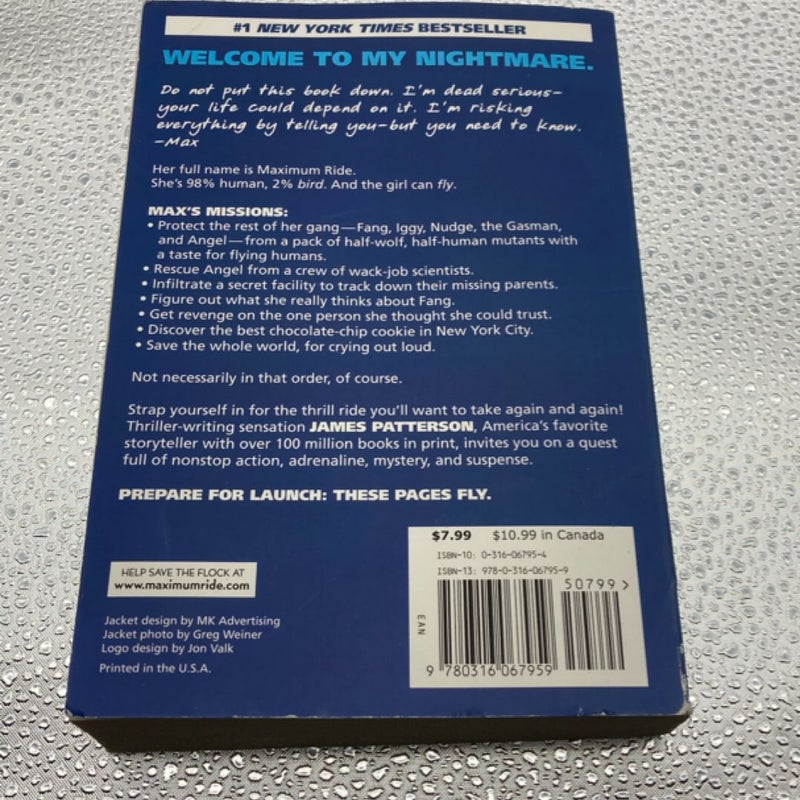 #1 NEW YORK TIMES BESTSELLER
WELCOME TO MY NIGHTMARE.
Do not put this book down. I'm dead serious—
your life could depend on it. I'm risking
everything by telling you—but you need to know.
—Max
Her full name is Maximum Ride.
She's 98% human, 2% bird. And the girl can fly.
MAX'S MISSIONS:
• Protect the rest of her gang—Fang, Iggy, Nudge, the Gasman,
and Angel—from a pack of half-wolf, half-human mutants with
a taste for flying humans.
• Rescue Angel from a crew of wack-job scientists.
• Infiltrate a secret facility to track down their missing parents.
• Figure out what she really thinks about Fang.
• Get revenge on the one person she thought she could trust.
• Discover the best chocolate-chip cookie in New York City.
• Save the whole world, for crying out loud.
Not necessarily in that order, of course.
Strap yourself in for the thrill ride you'll want to take again and again!
Thriller-writing sensation JAMES PATTERSON, America's favorite
storyteller with over 100 million books in print, invites you on a quest
full of nonstop action, adrenaline, mystery, and suspense.
PREPARE FOR LAUNCH: THESE PAGES FLY.
$7.99 $10.99 in Canada
ISBN-10: 0-316-06795-4
ISBN-13: 978-0-316-06795-9
50799>
EAN
9 780316 067959
HELP SAVE THE FLOCK AT
www.maximumride.com
Jacket design by MK Advertising
Jacket photo by Greg Weiner
Logo design by Jon Valk
Printed in the U.S.A.